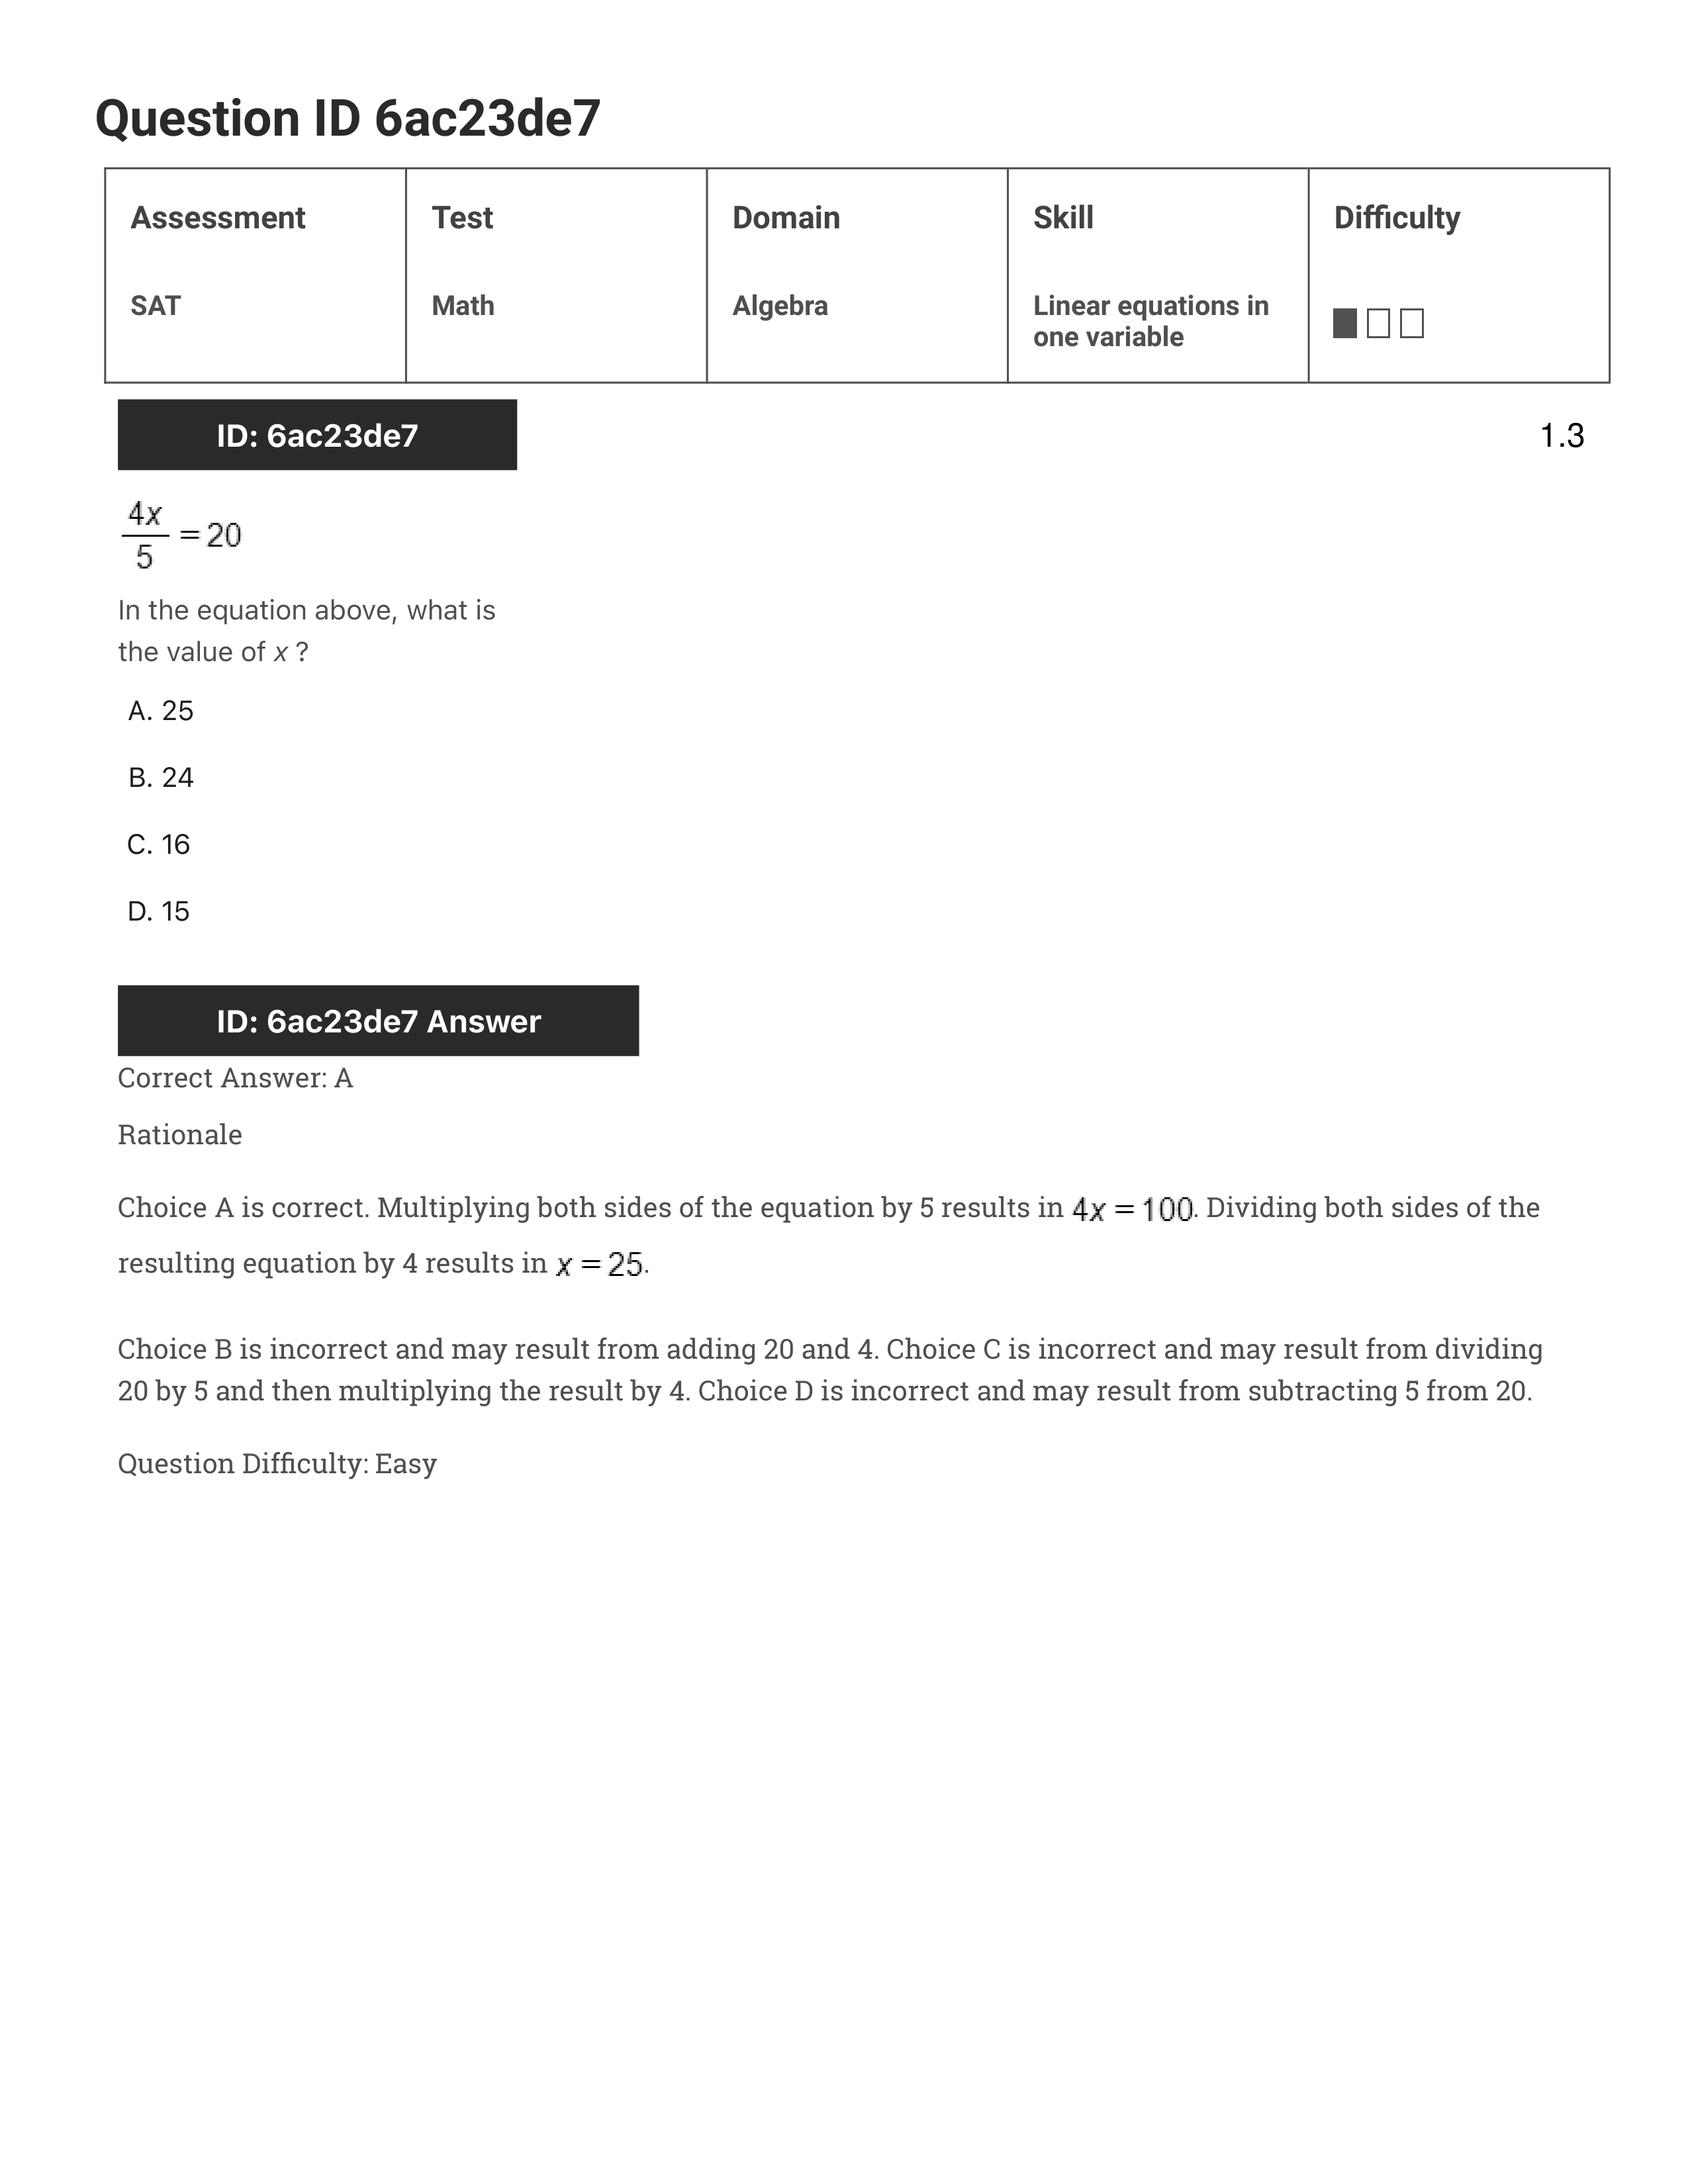 Question ID 6ac23de7
Assessment
Test
Domain
Skill
Difficulty
SAT
Math
Algebra
Linear equations in
one variable
ID: 6ac23de7
1.3
4x
5
= 20
In the equation above, what is
the value of x ?
A. 25
B. 24
C. 16
D. 15
ID: 6ac23de7 Answer
Correct Answer: A
Rationale
Choice A is correct. Multiplying both sides of the equation by 5 results in 4x = 100. Dividing both sides of the
resulting equation by 4 results in x = 25.
Choice B is incorrect and may result from adding 20 and 4. Choice C is incorrect and may result from dividing
20 by 5 and then multiplying the result by 4. Choice D is incorrect and may result from subtracting 5 from 20.
Question Difficulty: Easy